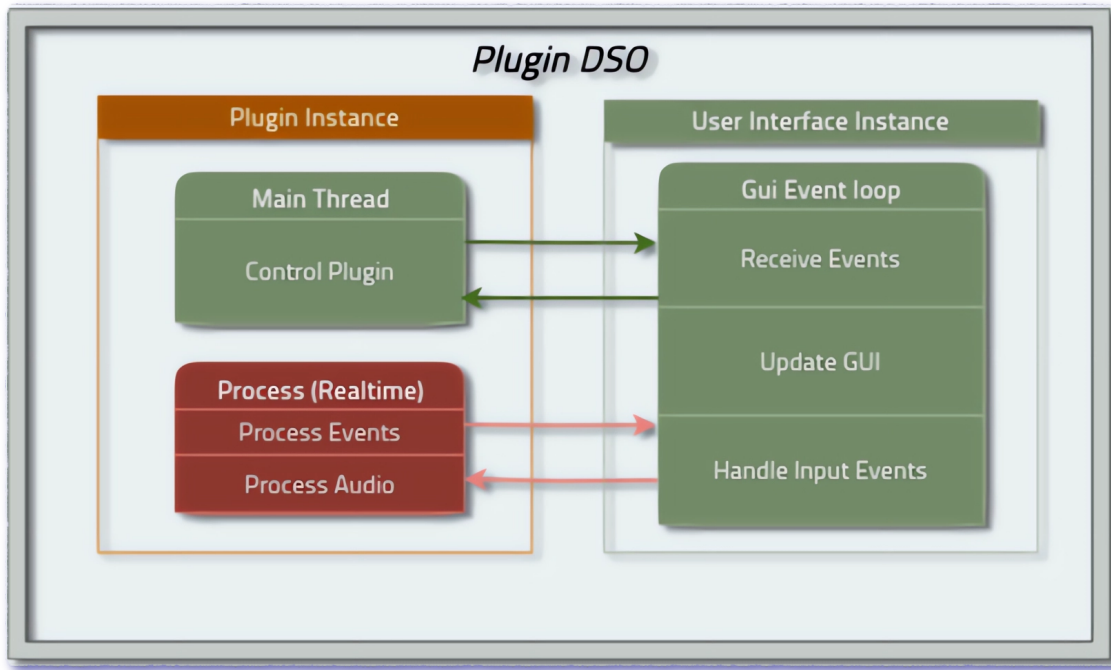 Plugin DSO
Plugin Instance
Main Thread
Control Plugin
Process (Realtime)
Process Events
Process Audio
User Interface Instance
Gui Event loop
Receive Events
Update GUI
Handle Input Events